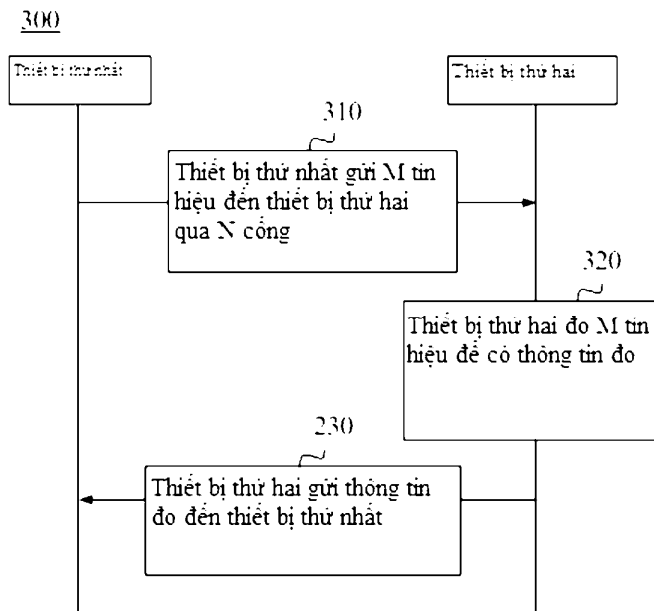 300
Thiết bị thứ nhất
Thiết bị thứ hai
310
Thiết bị thứ nhất gửi M tin
hiệu đến thiết bị thứ hai
qua N cổng
320
Thiết bị thứ hai đo M tin
hiệu để có thông tin đo
230
Thiết bị thứ hai gửi thông tin
đo đến thiết bị thứ nhất